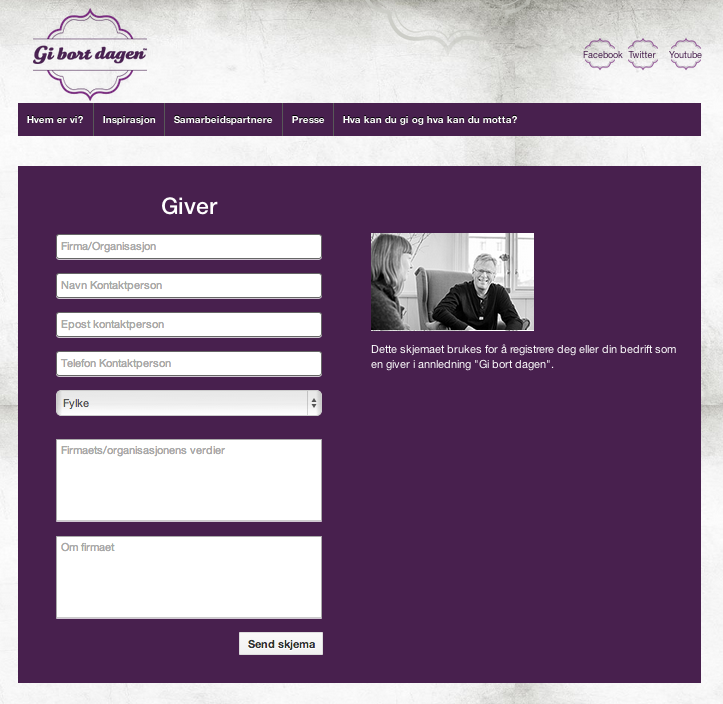 Gi bort dagen™
Facebook Twitter Youtube
Hvem er vi? Inspirasjon Samarbeidspartnere Presse Hva kan du gi og hva kan du motta?
Giver
Firma/Organisasjon
Navn Kontaktperson
Epost kontaktperson
Telefon Kontaktperson
Fylke
Firmaets/organisasjonens verdier
Om firmaet
Send skjema
Dette skjemaet brukes for å registrere deg eller din bedrift som
en giver i annledning "Gi bort dagen".